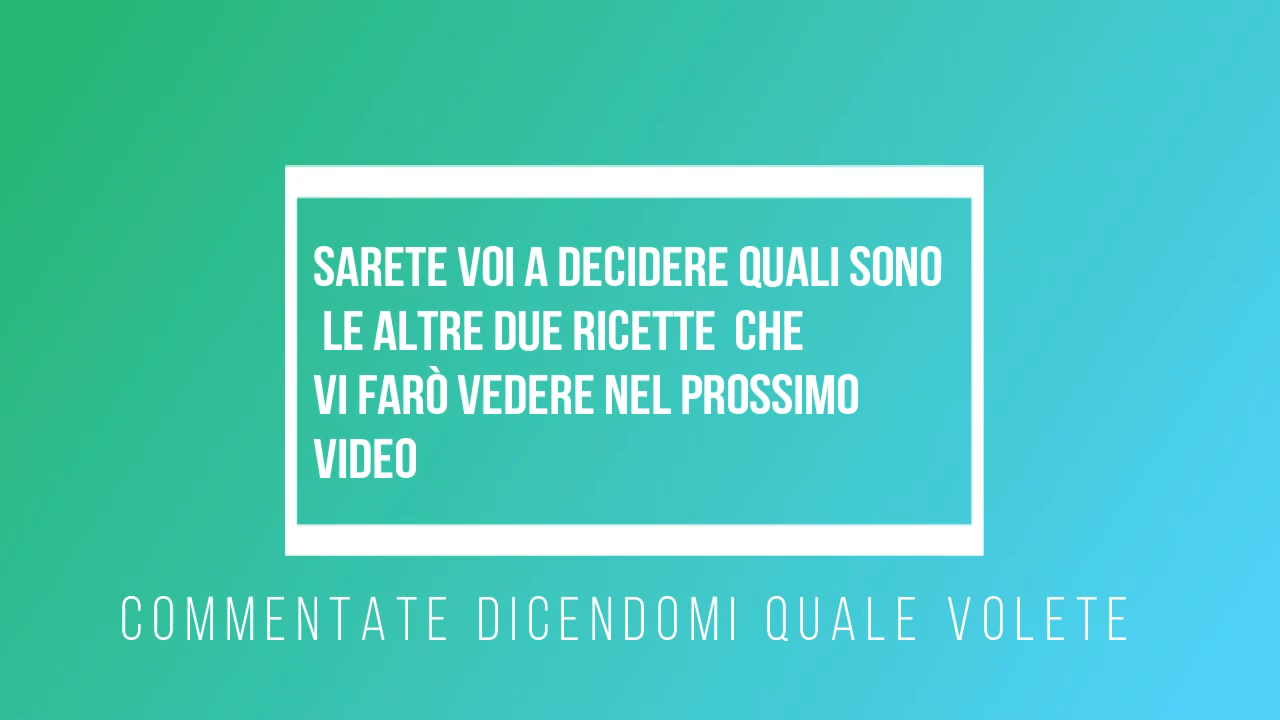 SARETE VOI A DECIDERE QUALI SONO
LE ALTRE DUE RICETTE CHE
VI FARÒ VEDERE NEL PROSSIMO
VIDEO
COMMENTATE DICENDOMI QUALE VOLETE